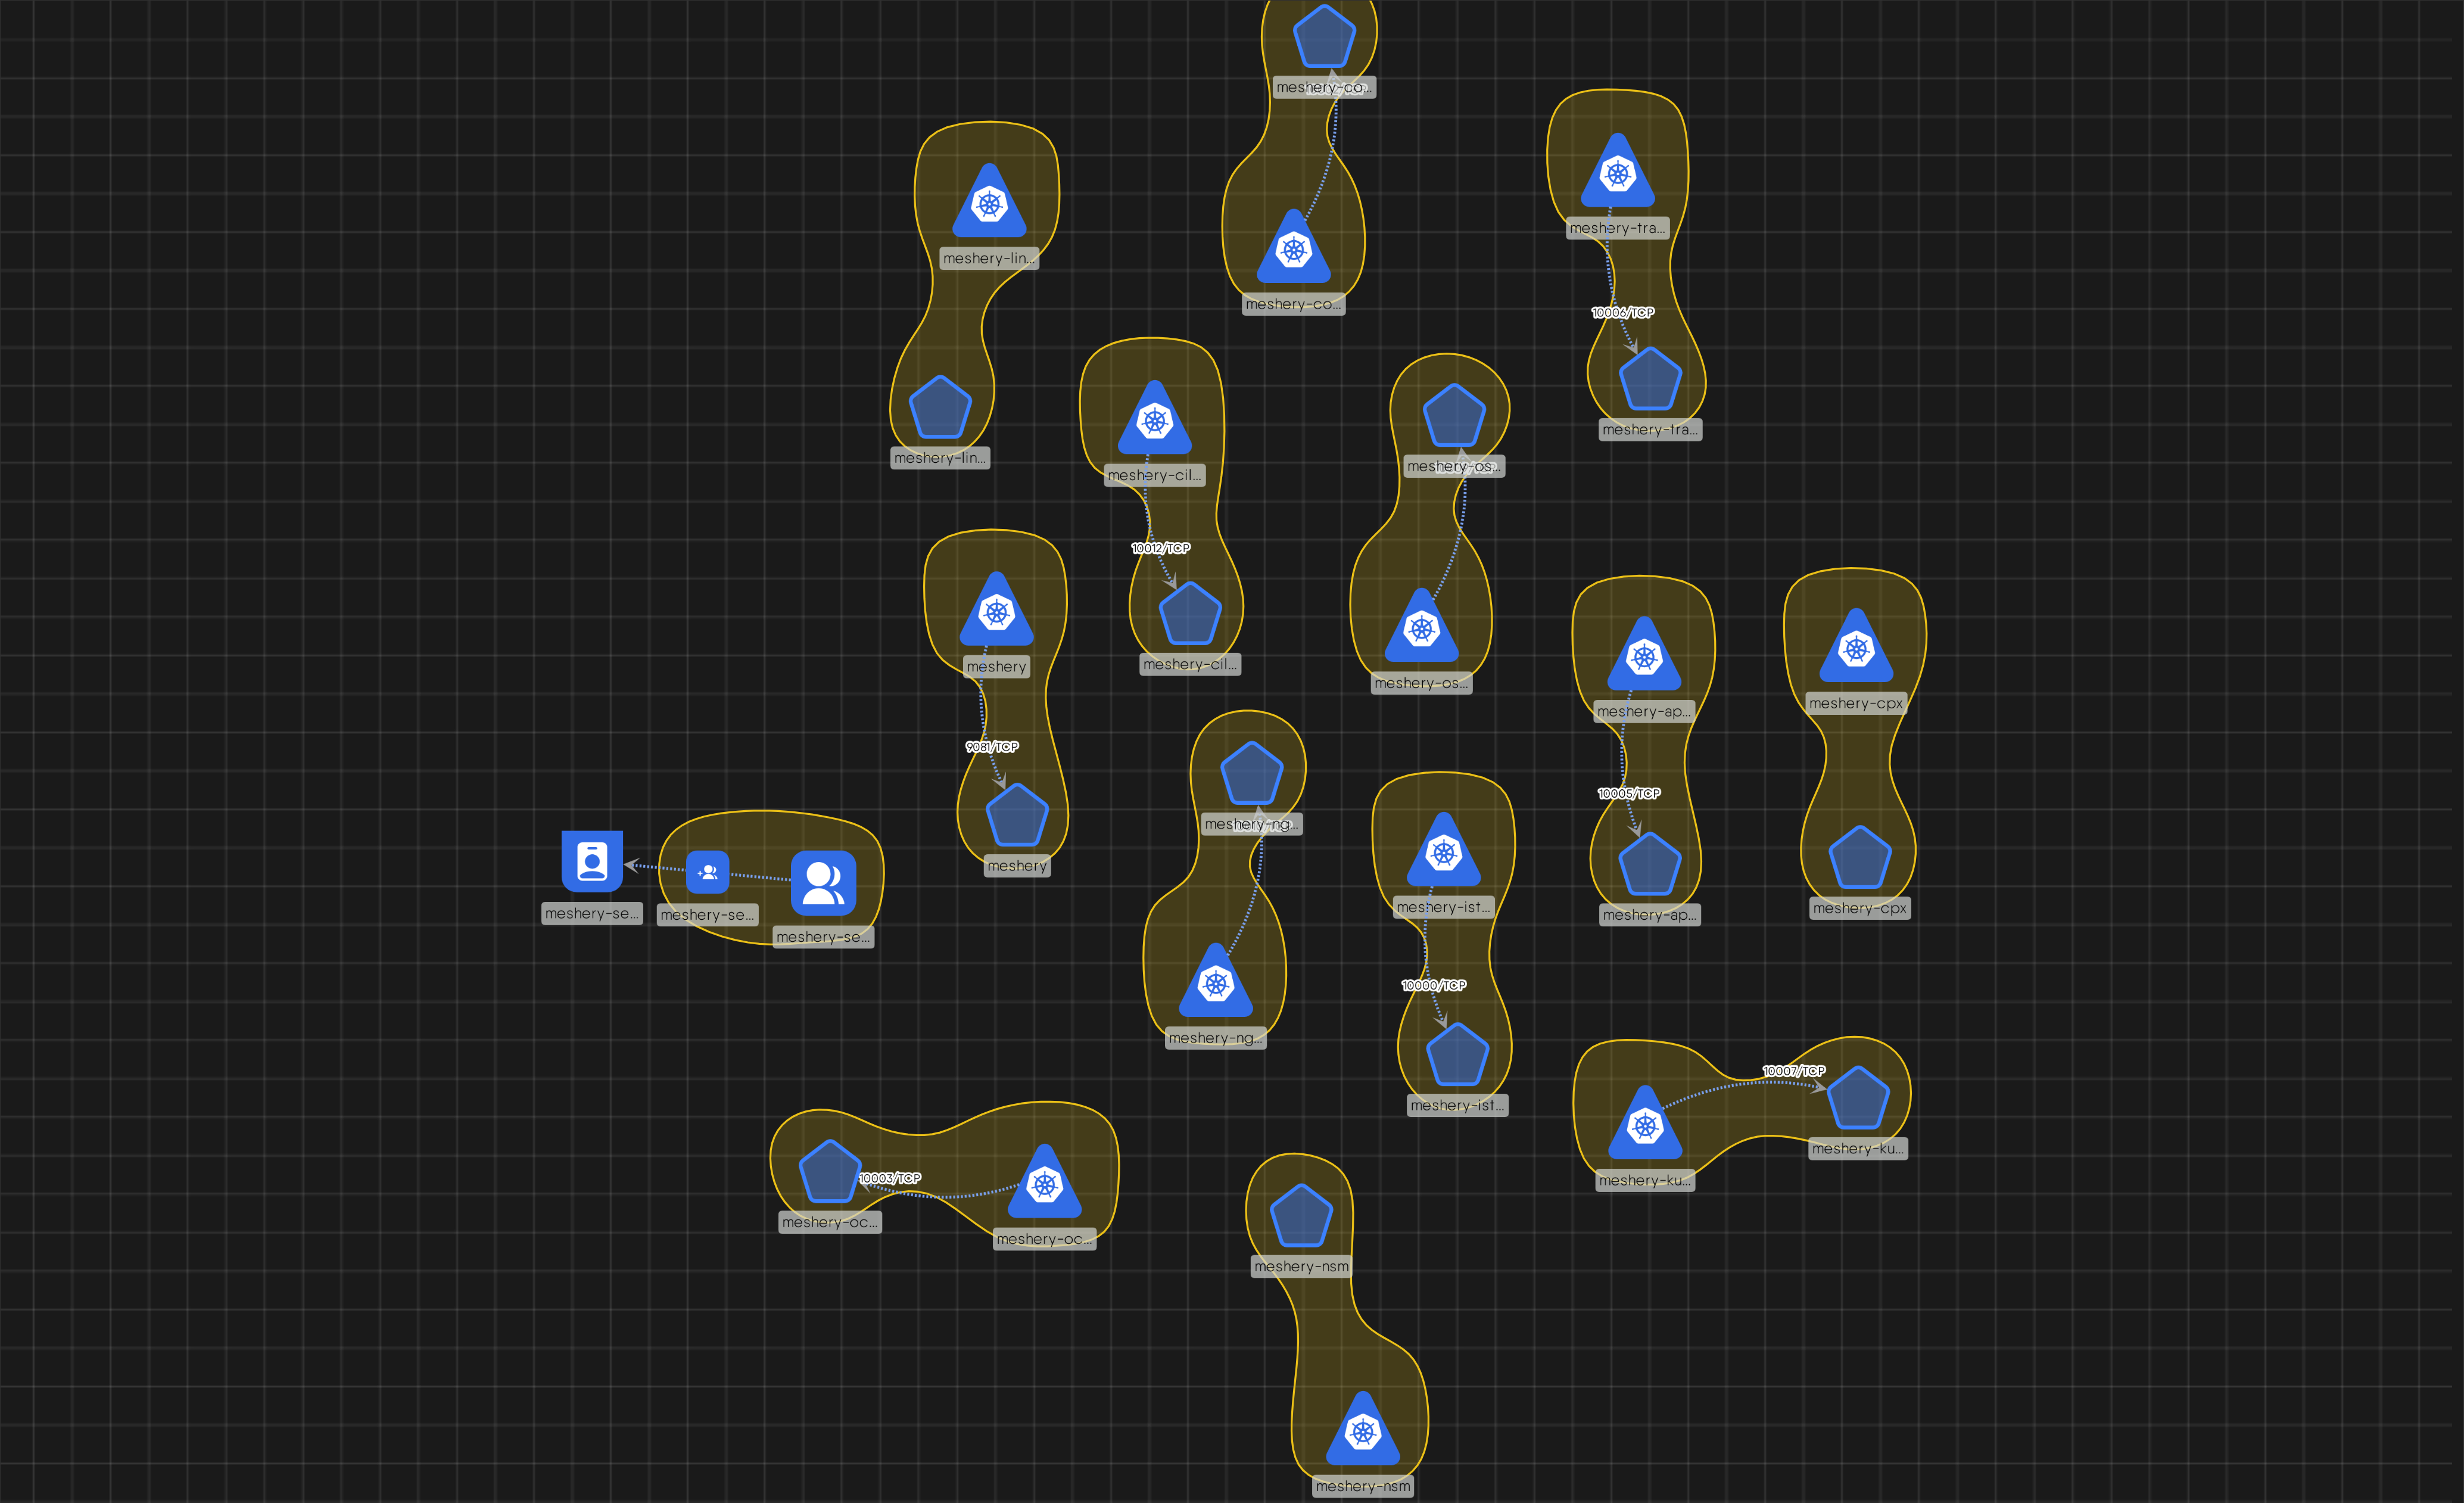 meshery-co...
meshery-tra...
meshery-lin...
meshery-co...
10006/TCP
meshery-tra...
meshery-lin...
meshery-cil...
meshery-os...
10012/TCP
meshery-cil...
meshery
meshery-os...
meshery-ap...
meshery-cpx
9081/TCP
10005/TCP
meshery-ng...
meshery
meshery-ist...
meshery-cpx
meshery-se...
meshery-se...
meshery-ap...
meshery-se...
10000/TCP
meshery-ng...
10007/TCP
meshery-ist...
meshery-ku...
10003/TCP
meshery-ku...
meshery-oc...
meshery-oc...
meshery-nsm
meshery-nsm